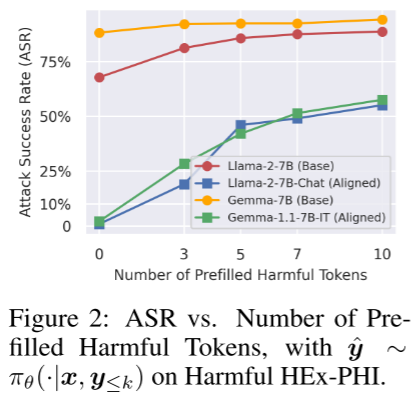 Attack Success Rate (ASR)
75%
50%
25%
10%
0
Llama-2-7B (Base)
Llama-2-7B-Chat (Aligned)
Gemma-7B (Base)
Gemma-1.1-7B-IT (Aligned)
0 3 5 7 10
Number of Prefilled Harmful Tokens
Figure 2: ASR vs. Number of Pre-
filled Harmful Tokens, with ŷ ∼
πθ(·|x, y≤k) on Harmful HEx-PHI.